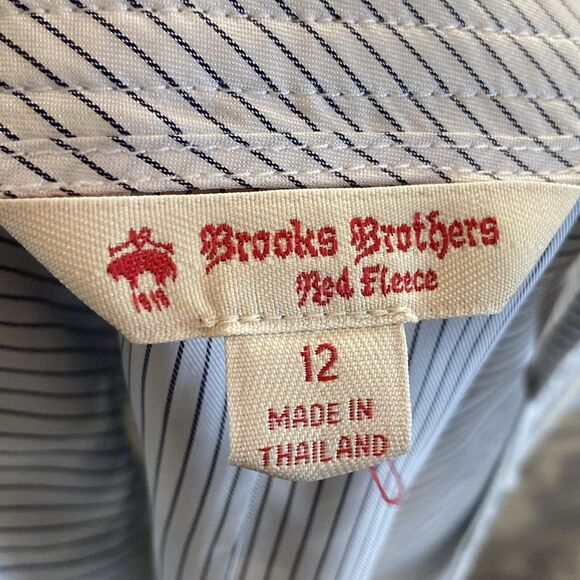 Brooks Brothers
Red Fleece
1818
12
MADE IN
THAILAND